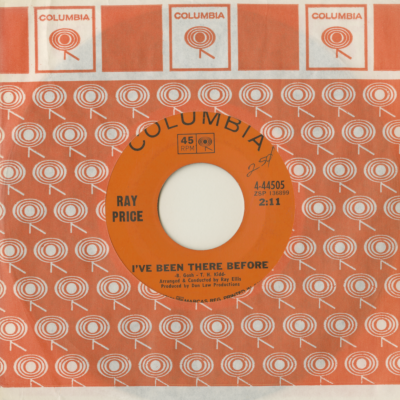 COLUMBIA
COLUMBIA
COLUMBIA
COLUMBIA
45
RPM
RAY
PRICE
4-44505
2:11
I'VE BEEN THERE BEFORE
Arranged & Conducted by Ray Ellis
Produced by Don Law Productions